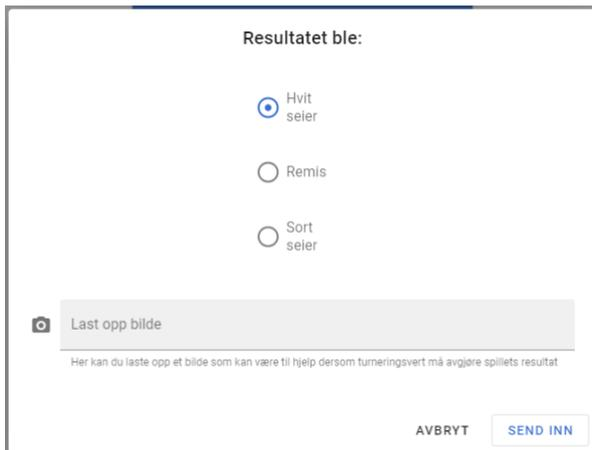 Resultatet ble:
Hvit
seier
Remis
Sort
seier
Last opp bilde
Her kan du laste opp et bilde som kan være til hjelp dersom turneringsvert må avgjøre spillets resultat
AVBRYT
SEND INN